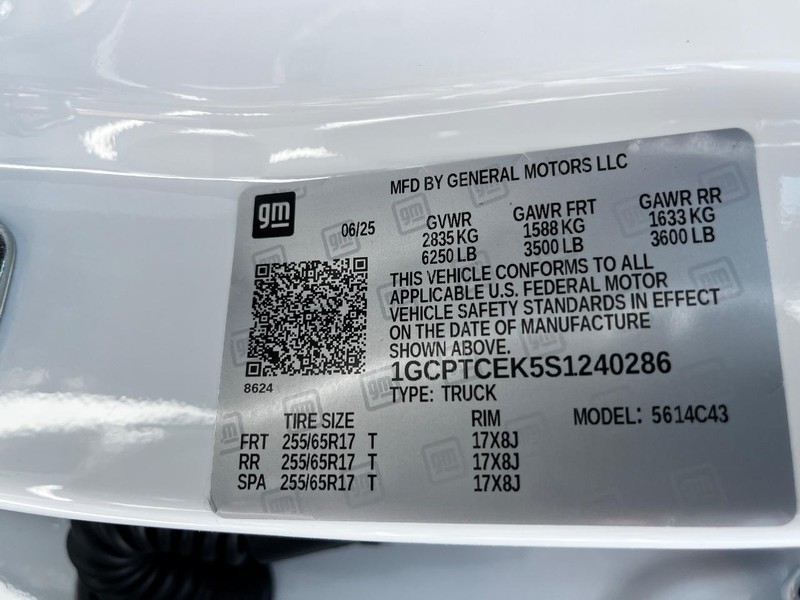 MFD BY GENERAL MOTORS LLC
gm
06/25
GVWR GAWR FRT GAWR RR
2835 KG 1588 KG 1633 KG
6250 LB 3500 LB 3600 LB
THIS VEHICLE CONFORMS TO ALL
APPLICABLE U.S. FEDERAL MOTOR
VEHICLE SAFETY STANDARDS IN EFFECT
ON THE DATE OF MANUFACTURE
SHOWN ABOVE.
8624
1GCPTCEK5S1240286
TYPE: TRUCK
TIRE SIZE RIM MODEL: 5614C43
FRT 255/65R17 T 17X8J
RR 255/65R17 T 17X8J
SPA 255/65R17 T 17X8J